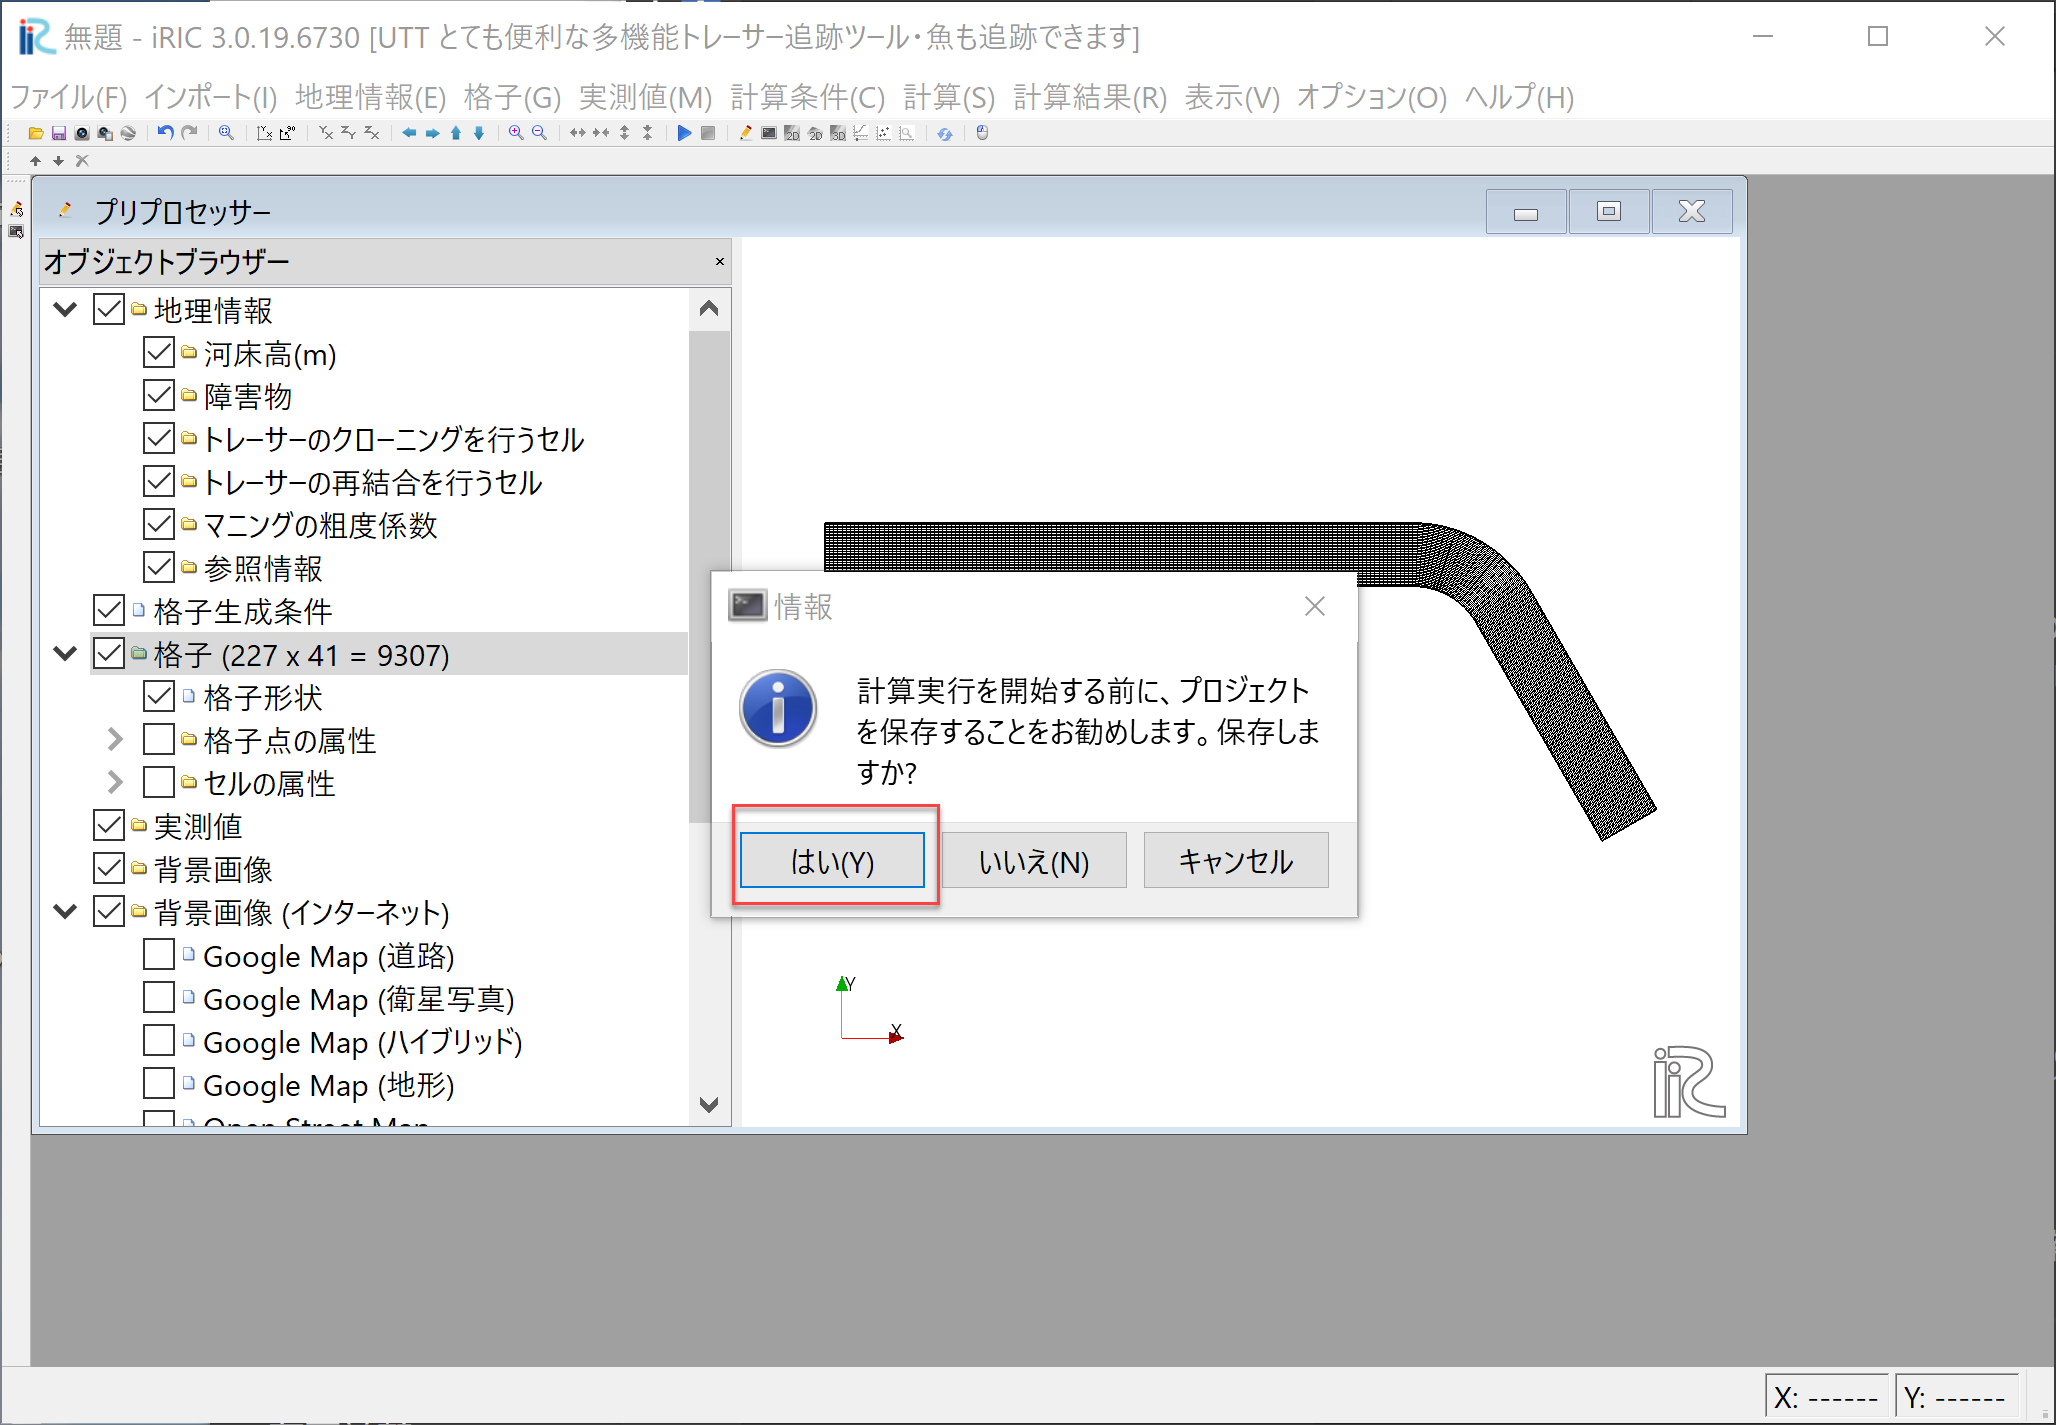 無題 - iRIC 3.0.19.6730 [UTT とても便利な多機能トレーサー追跡ツール・魚も追跡できます]
ファイル(F) インポート(I) 地理情報(E) 格子(G) 実測値(M) 計算条件(C) 計算(S) 計算結果(R) 表示(V) オプション(O) ヘルプ(H)
プリプロセッサー
オブジェクトブラウザー
地理情報
河床高(m)
障害物
トレーサーのクローニングを行うセル
トレーサーの再結合を行うセル
マニングの粗度係数
参照情報
格子生成条件
格子 (227 x 41 = 9307)
格子形状
格子点の属性
セルの属性
実測値
背景画像
背景画像 (インターネット)
Google Map (道路)
Google Map (衛星写真)
Google Map (ハイブリッド)
Google Map (地形)
Open Street Map
情報
計算実行を開始する前に、プロジェクト
を保存することをお勧めします。保存しま
すか?
はい(Y) いいえ(N) キャンセル
Y
X
iRIC
X: ------ Y: ------